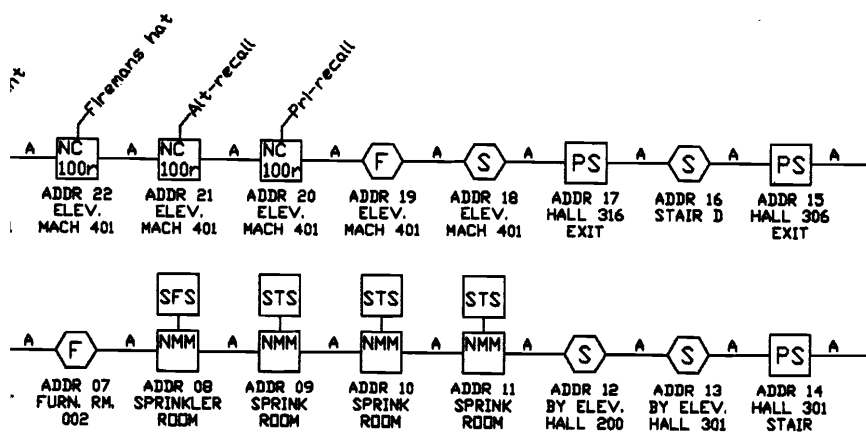 Firemans hat
Alt-recall
Pri-recall
A A A A A A A A A
NC 100r NC 100r NC 100r F S PS S PS
ADDR 22 ELEV. MACH 401
ADDR 21 ELEV. MACH 401
ADDR 20 ELEV. MACH 401
ADDR 19 ELEV. MACH 401
ADDR 18 ELEV. MACH 401
ADDR 17 HALL 316 EXIT
ADDR 16 STAIR D
ADDR 15 HALL 306 EXIT
SFS STS STS STS
A A A A A A A A A
F NMM NMM NMM NMM S S PS
ADDR 07 FURN. RM. 002
ADDR 08 SPRINKLER ROOM
ADDR 09 SPRINK ROOM
ADDR 10 SPRINK ROOM
ADDR 11 SPRINK ROOM
ADDR 12 BY ELEV. HALL 200
ADDR 13 BY ELEV. HALL 301
ADDR 14 HALL 301 STAIR